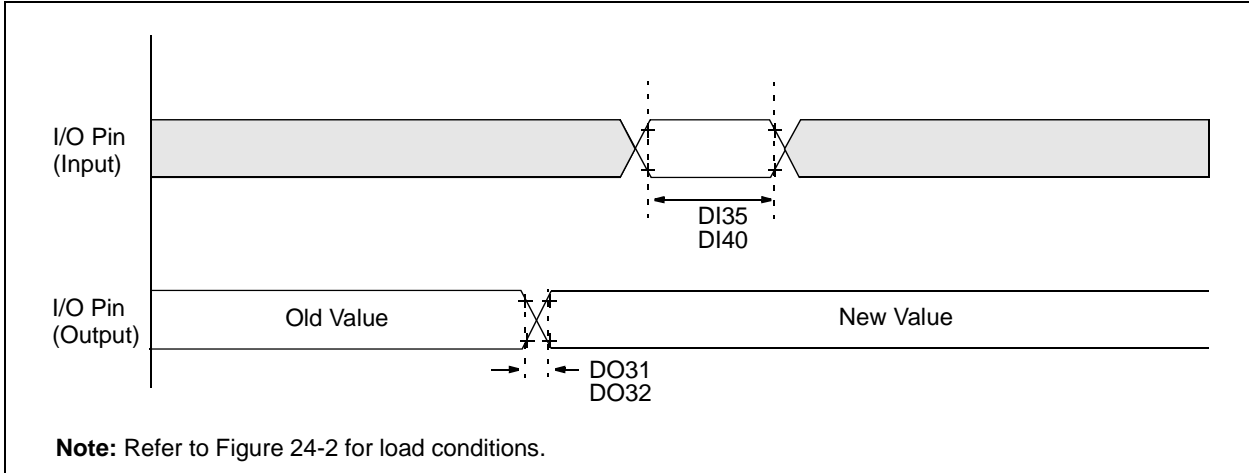 I/O Pin
(Input)
DI35
DI40
I/O Pin
(Output)
Old Value
New Value
DO31
DO32
Note: Refer to Figure 24-2 for load conditions.